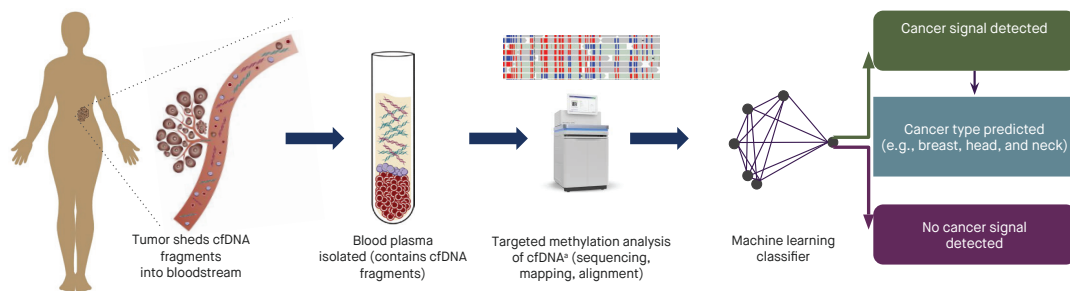 Tumor sheds cfDNA
fragments
into bloodstream
Blood plasma
isolated (contains cfDNA
fragments)
Targeted methylation analysis
of cfDNAᵃ (sequencing,
mapping, alignment)
Machine learning
classifier
Cancer signal detected
Cancer type predicted
(e.g., breast, head, and neck)
No cancer signal
detected